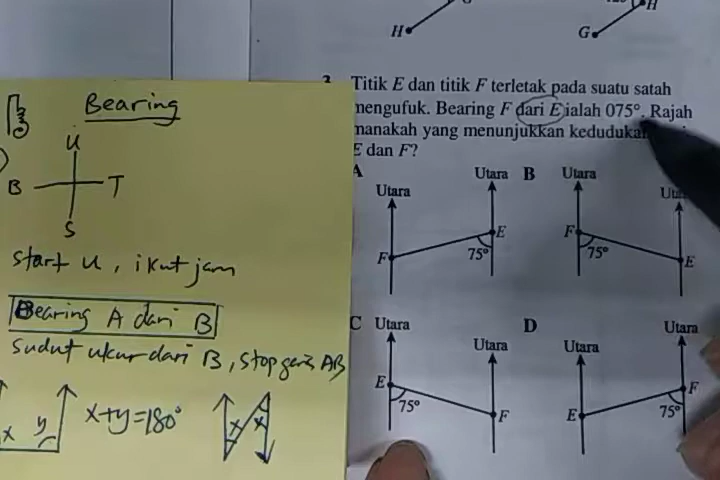 H
G
H
2
Titik E dan titik F terletak pada suatu satah
mengufuk. Bearing F dari E ialah 075°. Rajah
manakah yang menunjukkan
E dan F?
A
Utara
Utara
F
E
75°
B
Utara
F
75°
E
C
Utara
Utara
E
75°
F
D
Utara
Utara
E
F
75°
Bearing
U
B
T
S
start U, ikut jam
Bearing A dari B
sudut ukur dari B, stop garis AB
x
y
x+y=180°
x
x